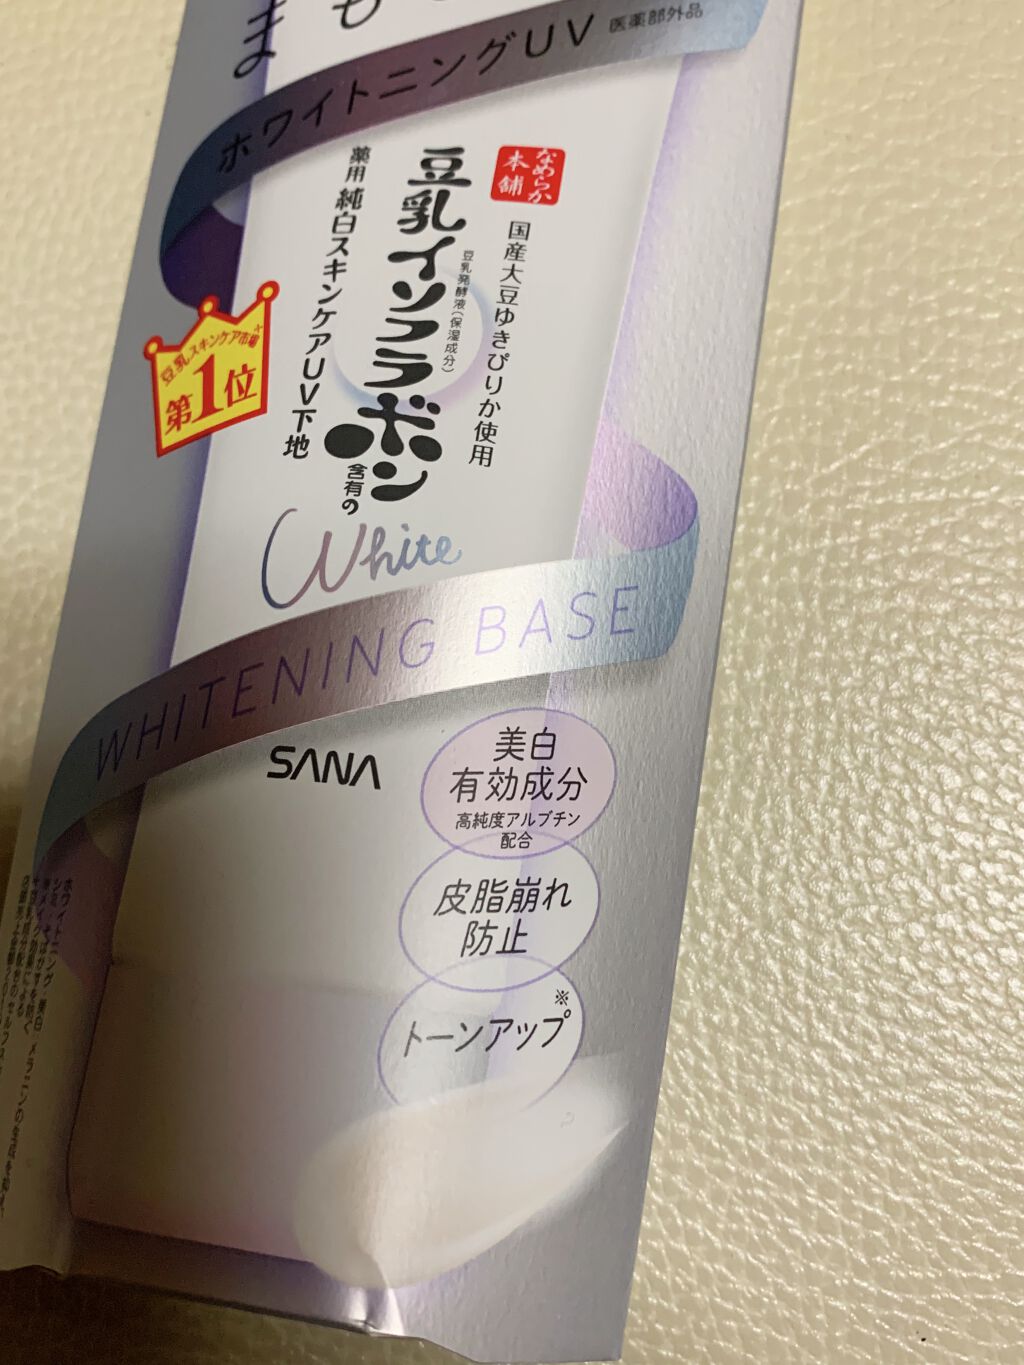 ま も
ホワイトニングUV 医薬部外品
なめらか
本舗
国産大豆ゆきぴりか使用
豆乳発酵液(保湿成分)
豆乳イソフラボン
含有の
薬用 純白スキンケアUV下地
豆乳スキンケア市場
第1位
White
WHITENING BASE
SANA
美白
有効成分
高純度アルブチン
配合
皮脂崩れ
防止
※
トーンアップ